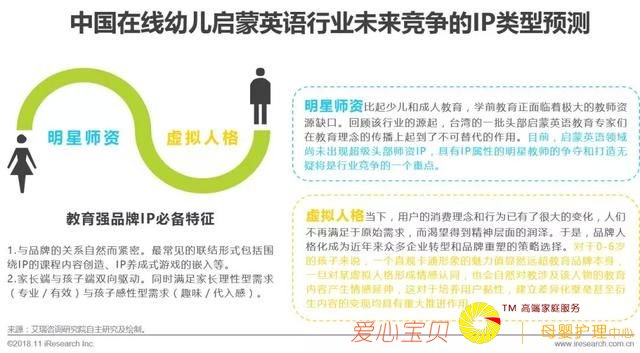 中国在线幼儿启蒙英语行业未来竞争的IP类型预测
明星师资
虚拟人格
教育强品牌IP必备特征
1.与品牌的关系自然而紧密。最常见的联结形式包括围
绕IP的课程内容创造、IP养成式游戏的嵌入等。
2.家长端与孩子端双向驱动。同时满足家长理性型需求
（专业／有效）与孩子感性型需求（趣味／代入感）。
明星师资比起少儿和成人教育，学前教育正面临着极大的教师资
源缺口。回顾该行业的源起，台湾的一批头部启蒙英语教育专家们
在教育理念的传播上起到了不可替代的作用。目前，启蒙英语领域
尚未出现超级头部师资IP，具有IP属性的明星教师的争夺和打造无
疑将是行业竞争的一个重点。
虚拟人格当下，用户的消费理念和行为已有了很大的变化，人们
不再满足于原始需求，而渴望得到精神层面的润泽。于是，品牌人
格化成为近年来众多企业转型和品牌重塑的策略选择。对于0-6岁
的孩子来说，一个直观卡通形象的魅力值显然远超教育品牌本身，
一旦对某虚拟人格形成情感认同，也会自然对教涉及该人物的教育
内容产生情感延伸，这对于培养用户黏性，建立差异化壁垒甚至衍
生内容的变现均具有重大推进作用。
来源：艾瑞咨询研究院自主研究及绘制。
©2018.11 iResearch Inc.
www.iresearch.com.cn
爱心宝贝
TM 高端家庭服务
母婴护理中心